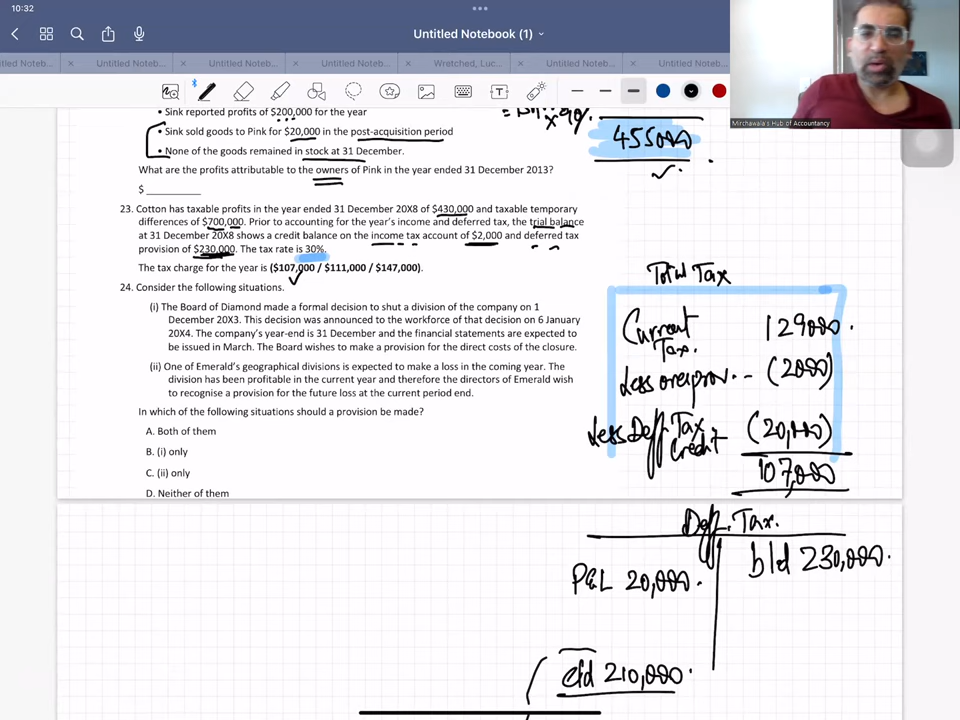 10:32
Untitled Notebook (1)
Untitled Noteb...
Untitled Noteb...
Untitled Noteb...
Wretched, Luc...
Untitled Noteb...
Untitled Noteb...
• Sink reported profits of $200,000 for the year
• Sink sold goods to Pink for $20,000 in the post-acquisition period
• None of the goods remained in stock at 31 December.
What are the profits attributable to the owners of Pink in the year ended 31 December 2013?
$
455000
23. Cotton has taxable profits in the year ended 31 December 20X8 of $430,000 and taxable temporary
differences of $700,000. Prior to accounting for the year's income and deferred tax, the trial balance
at 31 December 20X8 shows a credit balance on the income tax account of $2,000 and deferred tax
provision of $230,000. The tax rate is 30%.
The tax charge for the year is ($107,000 / $111,000 / $147,000).
24. Consider the following situations.
(i) The Board of Diamond made a formal decision to shut a division of the company on 1
December 20X3. This decision was announced to the workforce of that decision on 6 January
20X4. The company's year-end is 31 December and the financial statements are expected to
be issued in March. The Board wishes to make a provision for the direct costs of the closure.
(ii) One of Emerald's geographical divisions is expected to make a loss in the coming year. The
division has been profitable in the current year and therefore the directors of Emerald wish
to recognise a provision for the future loss at the current period end.
In which of the following situations should a provision be made?
A. Both of them
B. (i) only
C. (ii) only
D. Neither of them
Total Tax
Current Tax. 129000.
Less overprov. -- (2000)
Less Deff. Tax Credit (20,000)
107,000
Deff. Tax.
b/d 230,000.
P&L 20,000.
c/d 210,000.
Mirchawala's Hub of Accountancy